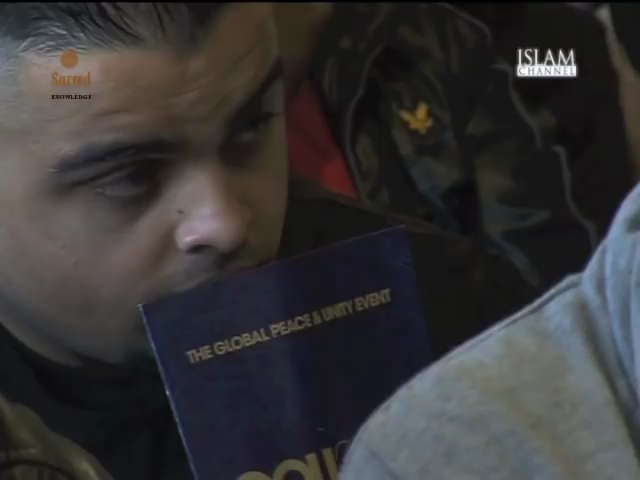 Sacred
KNOWLEDGE
ISLAM
CHANNEL
THE GLOBAL PEACE & UNITY EVENT